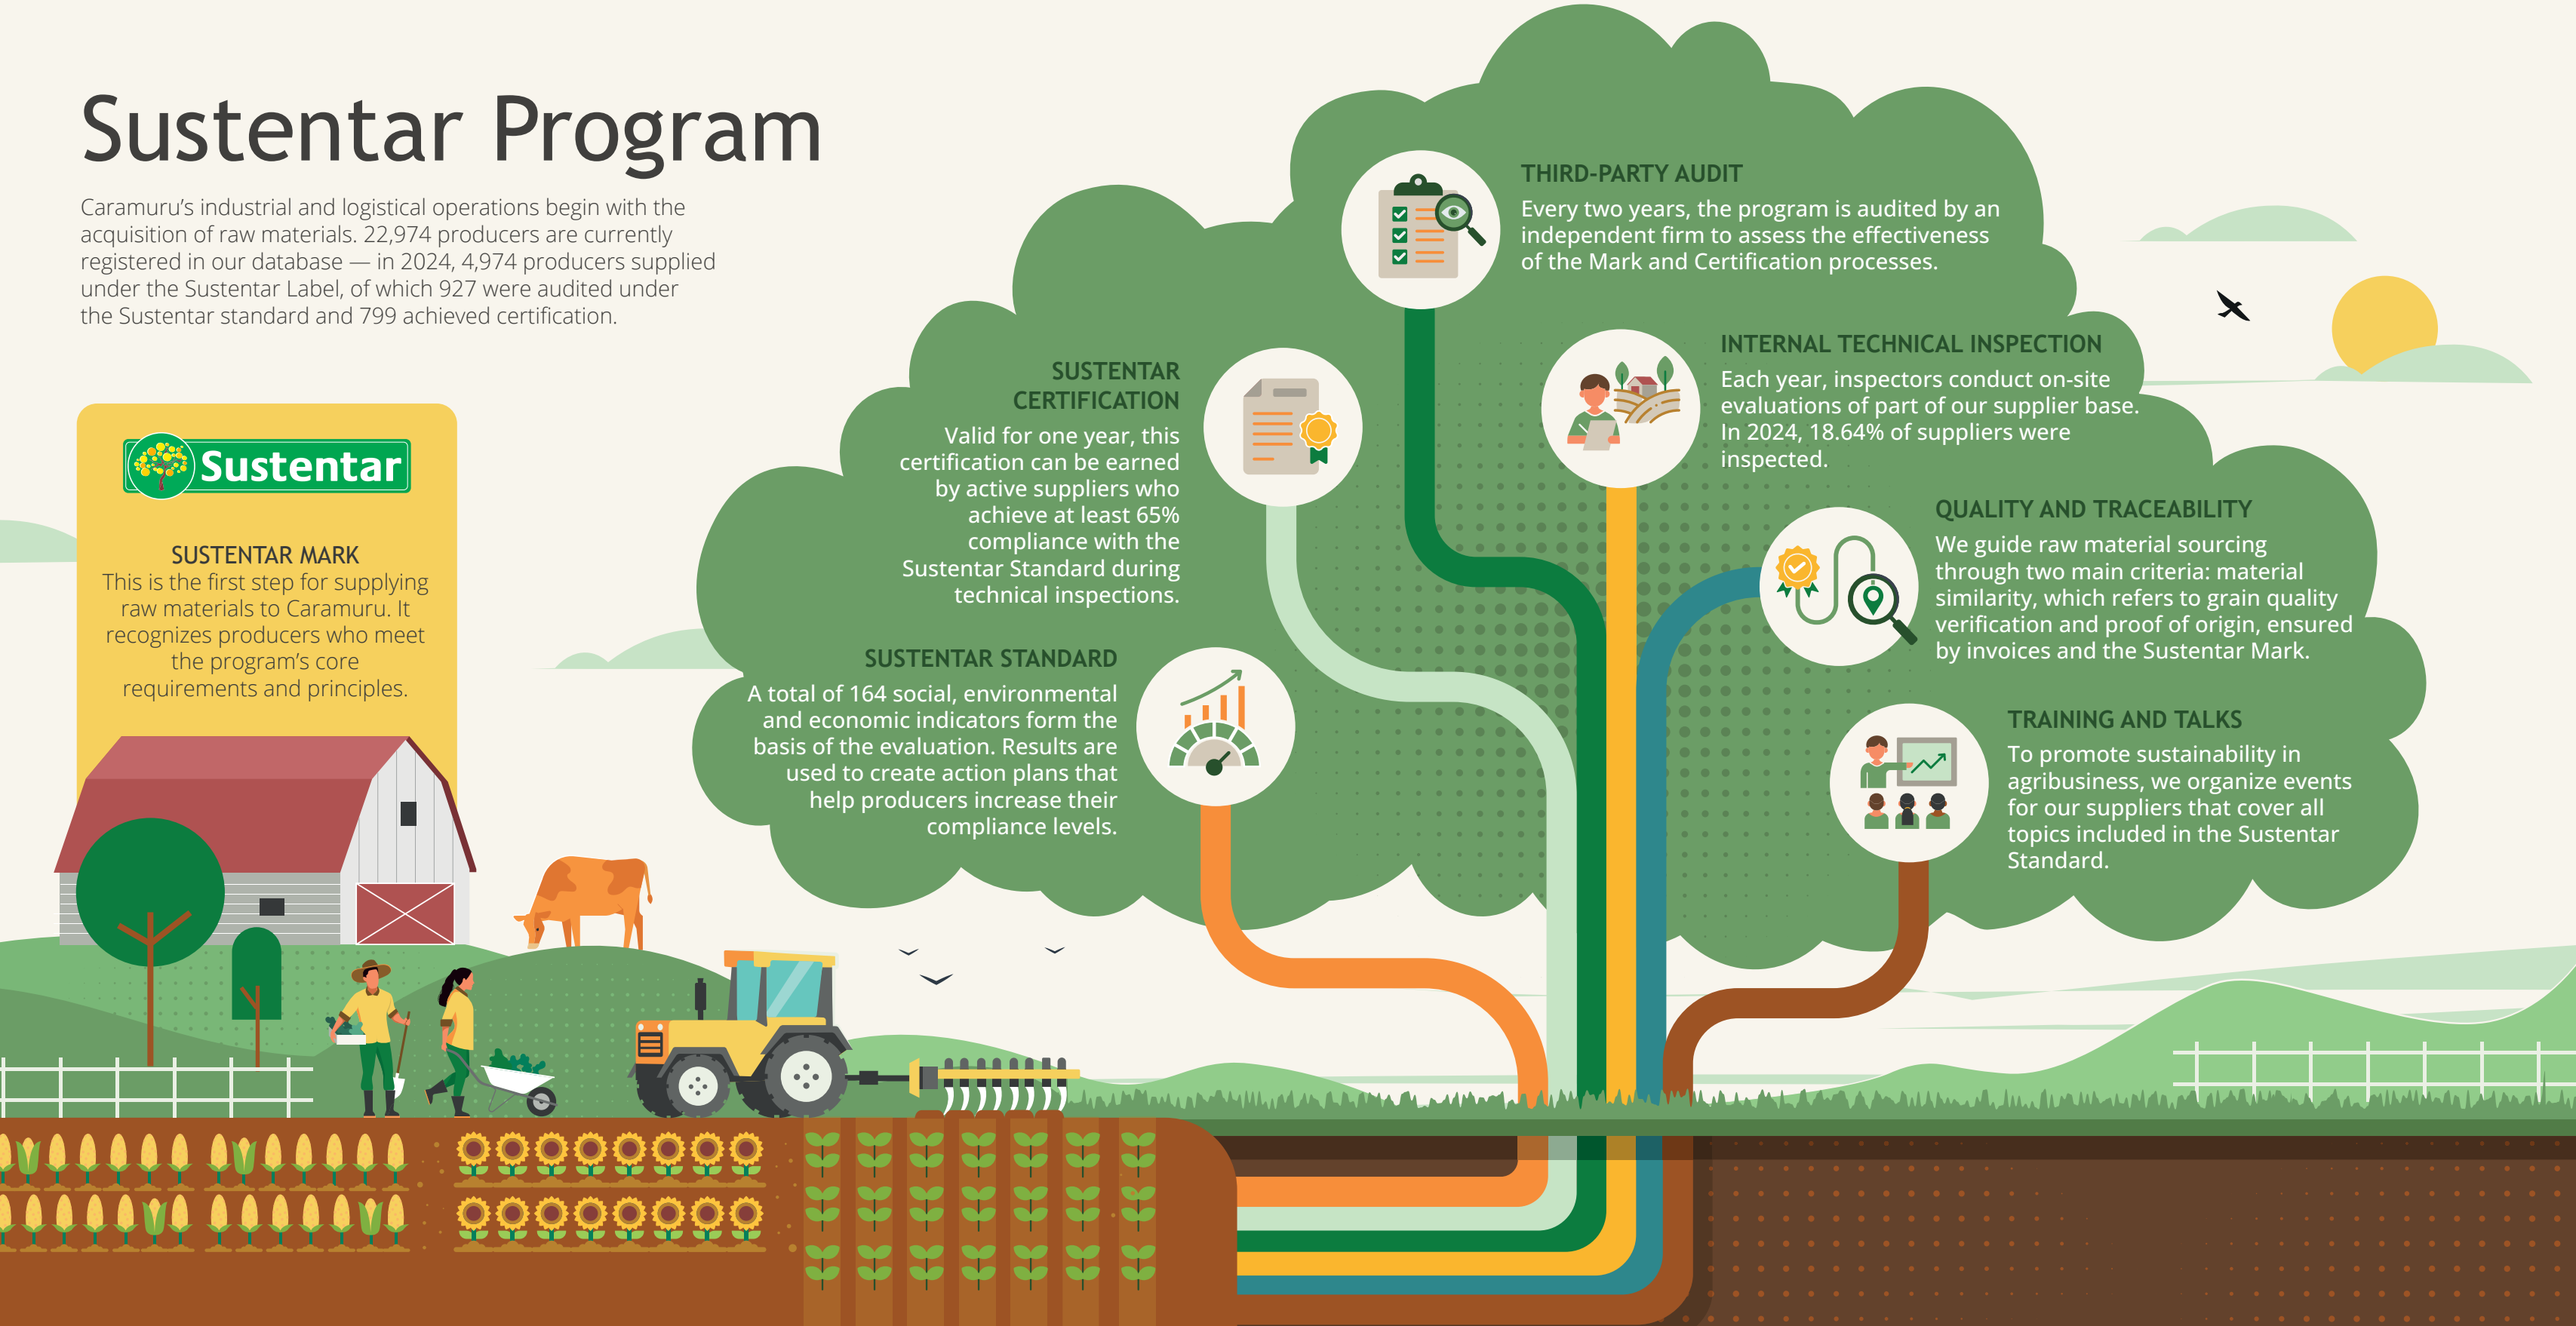 Sustentar Program
Caramuru’s industrial and logistical operations begin with the
acquisition of raw materials. 22,974 producers are currently
registered in our database — in 2024, 4,974 producers supplied
under the Sustentar Label, of which 927 were audited under
the Sustentar standard and 799 achieved certification.
Sustentar
SUSTENTAR MARK
This is the first step for supplying
raw materials to Caramuru. It
recognizes producers who meet
the program’s core
requirements and principles.
THIRD-PARTY AUDIT
Every two years, the program is audited by an
independent firm to assess the effectiveness
of the Mark and Certification processes.
SUSTENTAR
CERTIFICATION
Valid for one year, this
certification can be earned
by active suppliers who
achieve at least 65%
compliance with the
Sustentar Standard during
technical inspections.
INTERNAL TECHNICAL INSPECTION
Each year, inspectors conduct on-site
evaluations of part of our supplier base.
In 2024, 18.64% of suppliers were
inspected.
QUALITY AND TRACEABILITY
We guide raw material sourcing
through two main criteria: material
similarity, which refers to grain quality
verification and proof of origin, ensured
by invoices and the Sustentar Mark.
SUSTENTAR STANDARD
A total of 164 social, environmental
and economic indicators form the
basis of the evaluation. Results are
used to create action plans that
help producers increase their
compliance levels.
TRAINING AND TALKS
To promote sustainability in
agribusiness, we organize events
for our suppliers that cover all
topics included in the Sustentar
Standard.